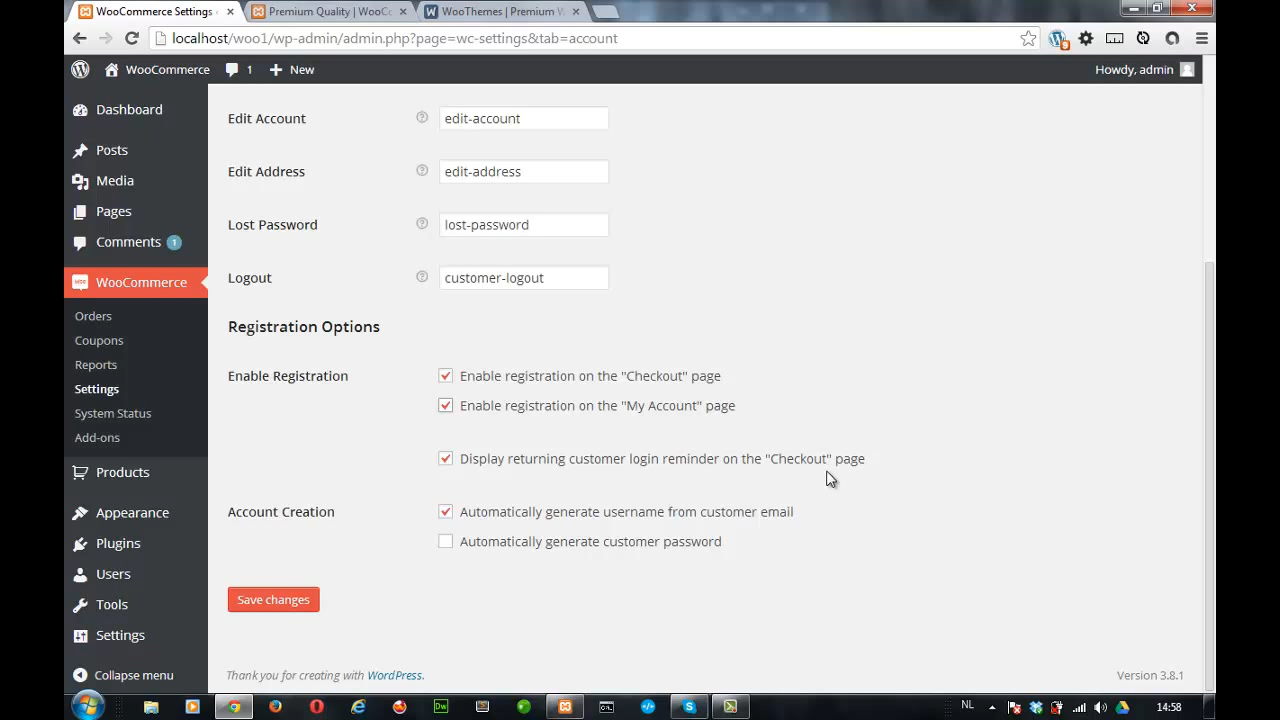 WooCommerce Settings
Premium Quality | WooC
WooThemes | Premium W
localhost/woo1/wp-admin/admin.php?page=wc-settings&tab=account
9
WooCommerce
1
New
Howdy, admin
Dashboard
Posts
Media
Pages
Comments 1
woo WooCommerce
Orders
Coupons
Reports
Settings
System Status
Add-ons
Products
Appearance
Plugins
Users
Tools
Settings
Collapse menu
Edit Account ? edit-account
Edit Address ? edit-address
Lost Password ? lost-password
Logout ? customer-logout
Registration Options
Enable Registration
Enable registration on the "Checkout" page
Enable registration on the "My Account" page
Display returning customer login reminder on the "Checkout" page
Account Creation
Automatically generate username from customer email
Automatically generate customer password
Save changes
Thank you for creating with WordPress.
Version 3.8.1
Dw
NL
14:58